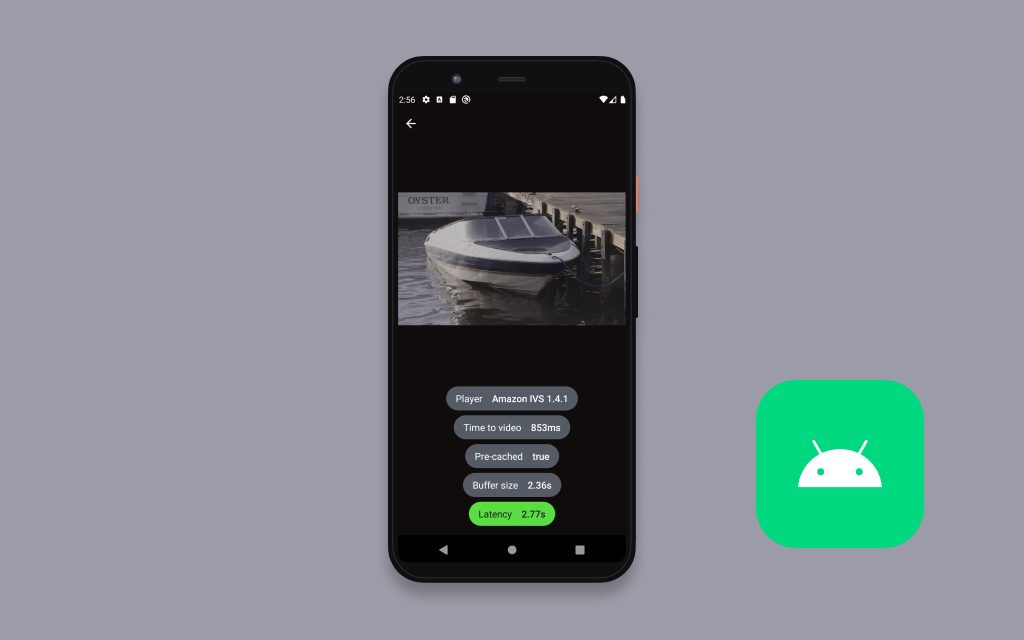 2:56
OYSTER
Player Amazon IVS 1.4.1
Time to video 853ms
Pre-cached true
Buffer size 2.36s
Latency 2.77s